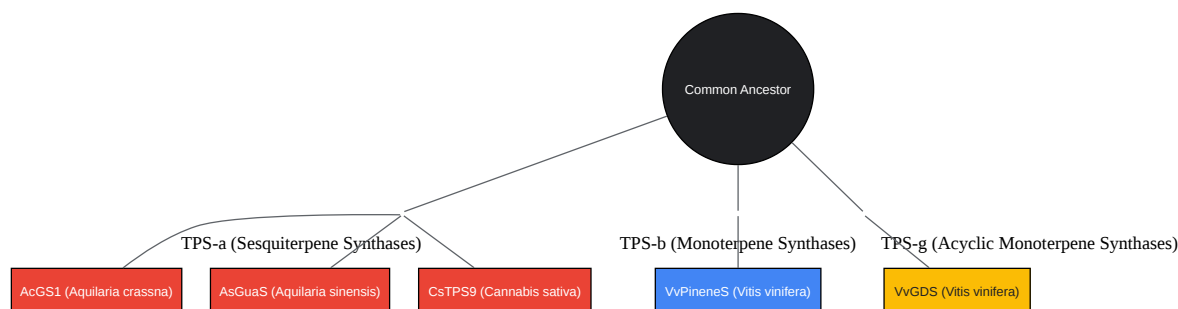 Common Ancestor
TPS-a (Sesquiterpene Synthases)
TPS-b (Monoterpene Synthases)
TPS-g (Acyclic Monoterpene Synthases)
AcGS1 (Aquilaria crassna)
AsGuaS (Aquilaria sinensis)
CsTPS9 (Cannabis sativa)
VvPineneS (Vitis vinifera)
VvGDS (Vitis vinifera)